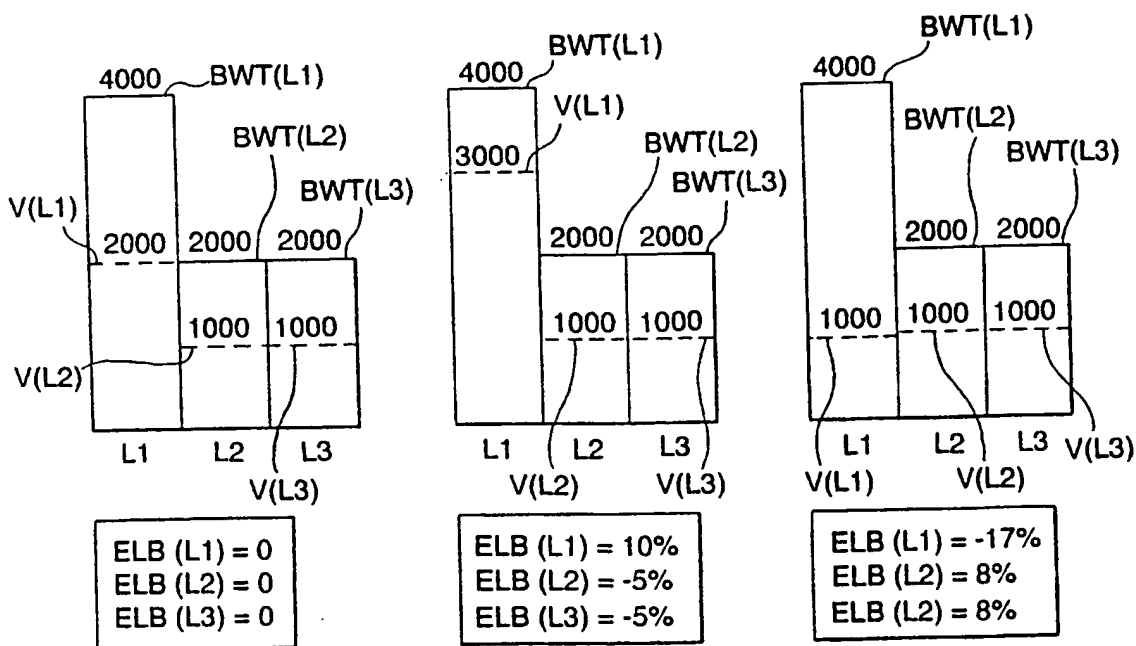 4000
BWT(L1)
BWT(L2)
BWT(L3)
V(L1)
2000 2000 2000
1000 1000
V(L2)
L1 L2 L3
V(L3)
ELB (L1) = 0
ELB (L2) = 0
ELB (L3) = 0
4000
BWT(L1)
V(L1)
3000
BWT(L2)
BWT(L3)
2000 2000
1000 1000
L1 L2 L3
V(L2) V(L3)
ELB (L1) = 10%
ELB (L2) = -5%
ELB (L3) = -5%
4000
BWT(L1)
BWT(L2)
BWT(L3)
2000 2000
1000 1000 1000
L1 L2 L3
V(L3)
V(L1) V(L2)
ELB (L1) = -17%
ELB (L2) = 8%
ELB (L2) = 8%